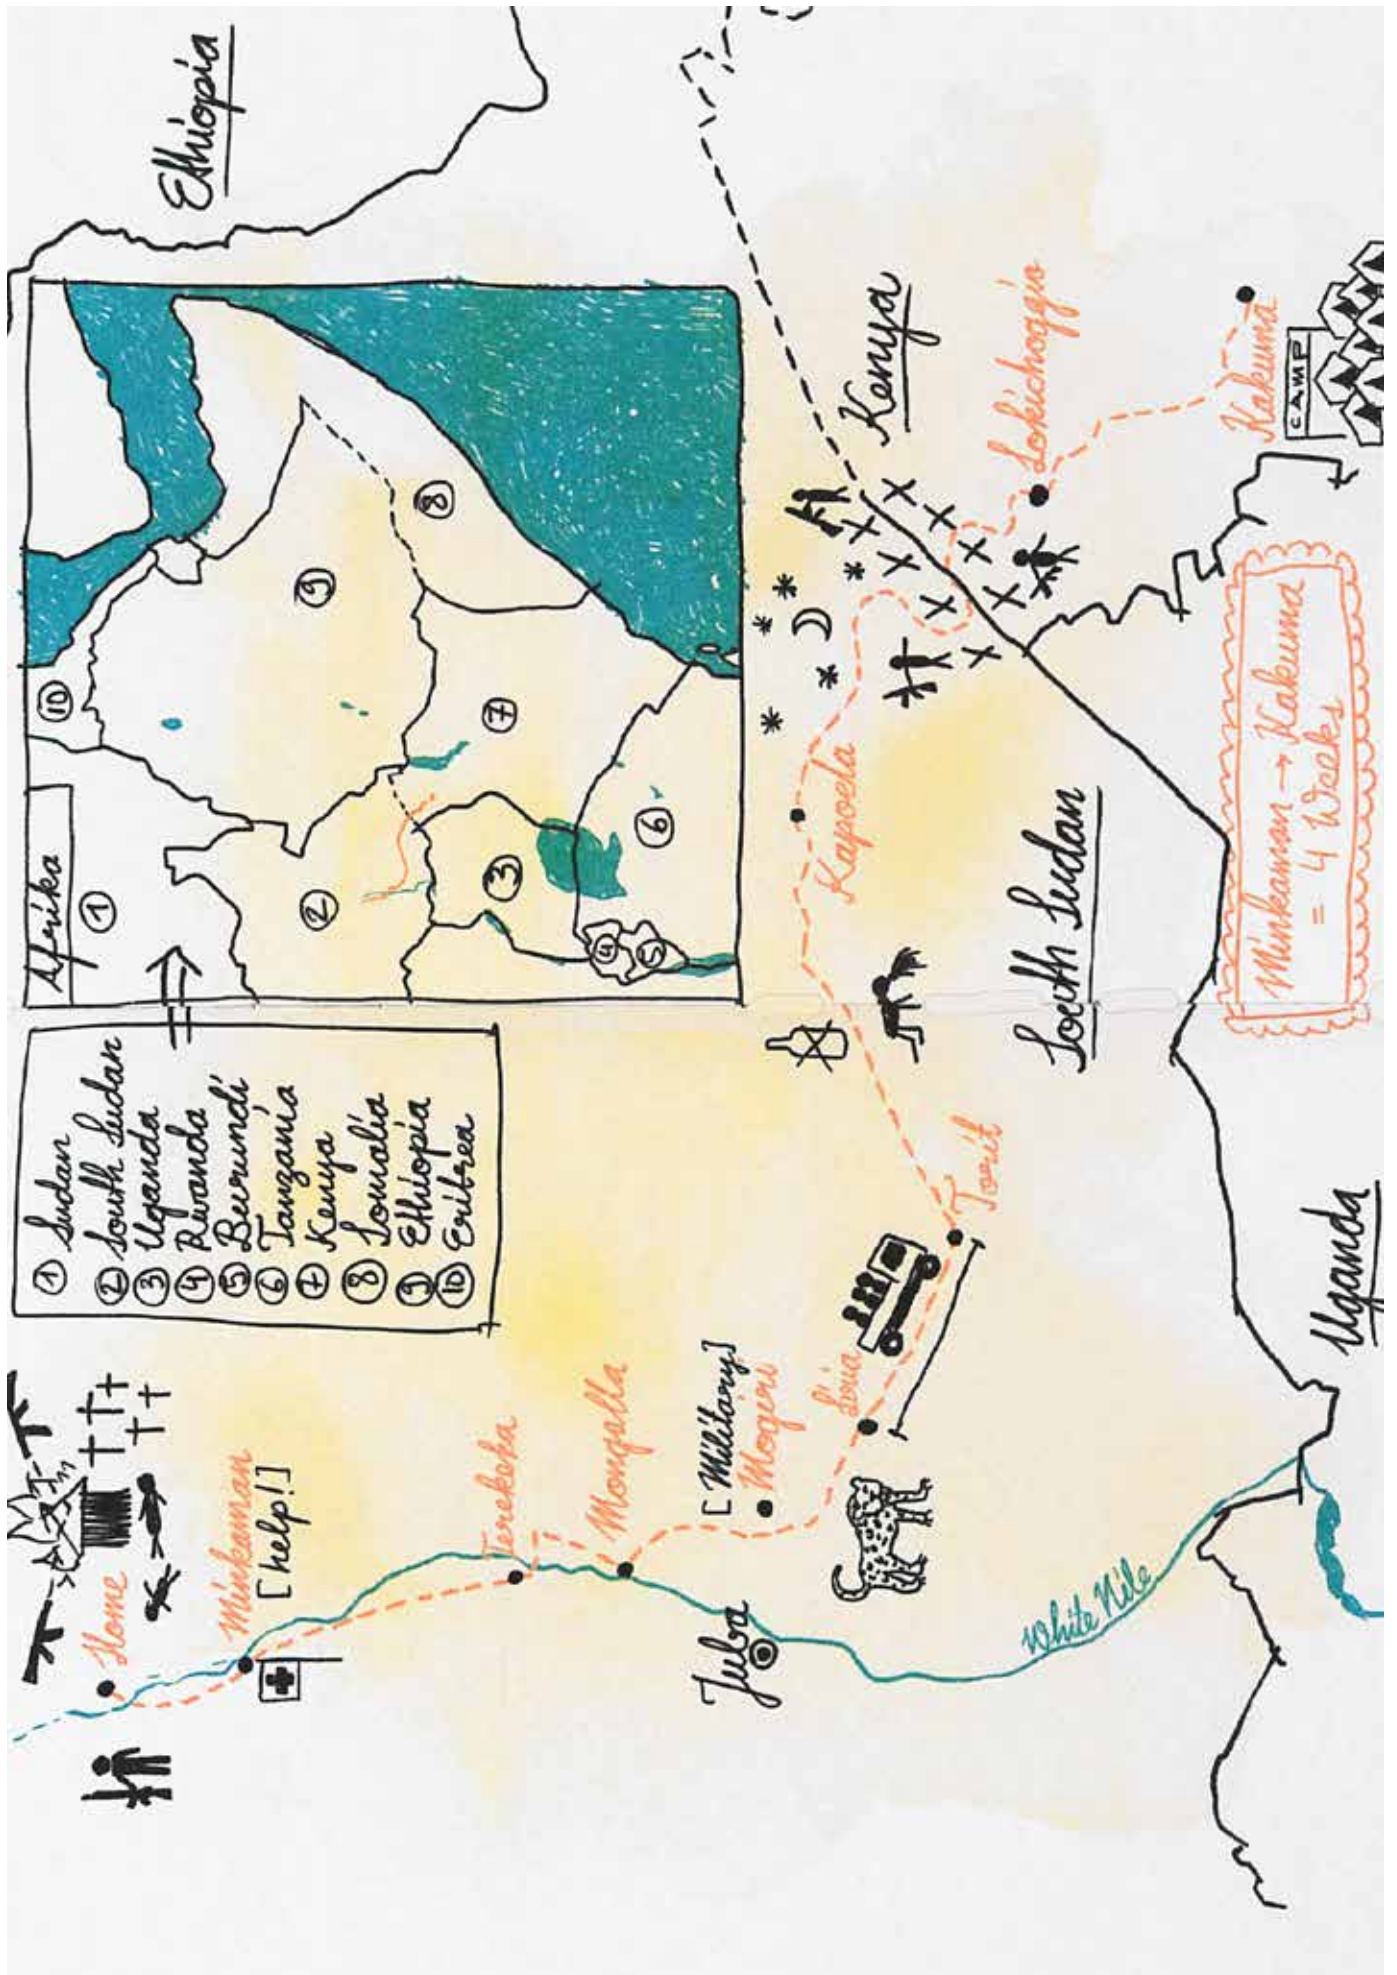 Home
Minkaman
[help!]
① Sudan
② South Sudan
③ Uganda
④ Rwanda
⑤ Burundi
⑥ Tanzania
⑦ Kenya
⑧ Somalia
⑨ Ethiopia
⑩ Eritrea
Afrika
①
⑩
②
⑨
⑧
③
⑦
④
⑤
⑥
Ethiopia
Terekeka
Mongalla
[Military]
Mogiri
Juba
Liria
Torit
Kapoeta
Kenya
Lokichoggio
South Sudan
White Nile
Kakuma
CAMP
Minkaman → Kakuma
= 4 Weeks
Uganda